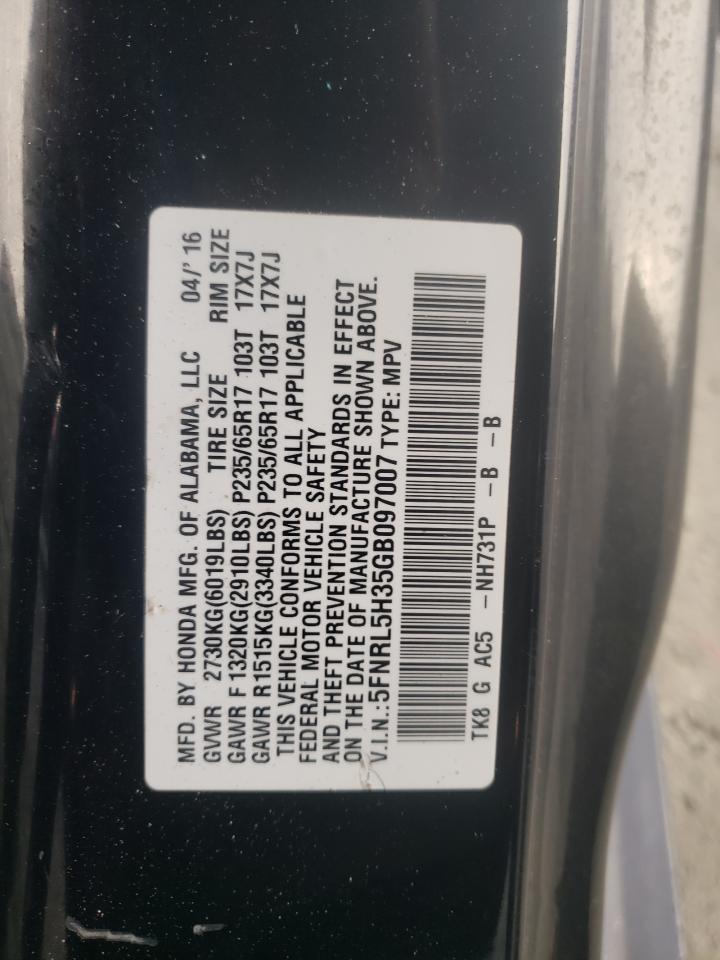 MFD. BY HONDA MFG. OF ALABAMA, LLC 04/' 16
GVWR 2730KG(6019LBS) TIRE SIZE RIM SIZE
GAWR F 1320KG(2910LBS) P235/65R17 103T 17X7J
GAWR R1515KG(3340LBS) P235/65R17 103T 17X7J
THIS VEHICLE CONFORMS TO ALL APPLICABLE
FEDERAL MOTOR VEHICLE SAFETY
AND THEFT PREVENTION STANDARDS IN EFFECT
ON THE DATE OF MANUFACTURE SHOWN ABOVE.
V.I.N.:5FNRL5H35GB097007 TYPE: MPV
TK8 G AC5 -NH731P -B -B